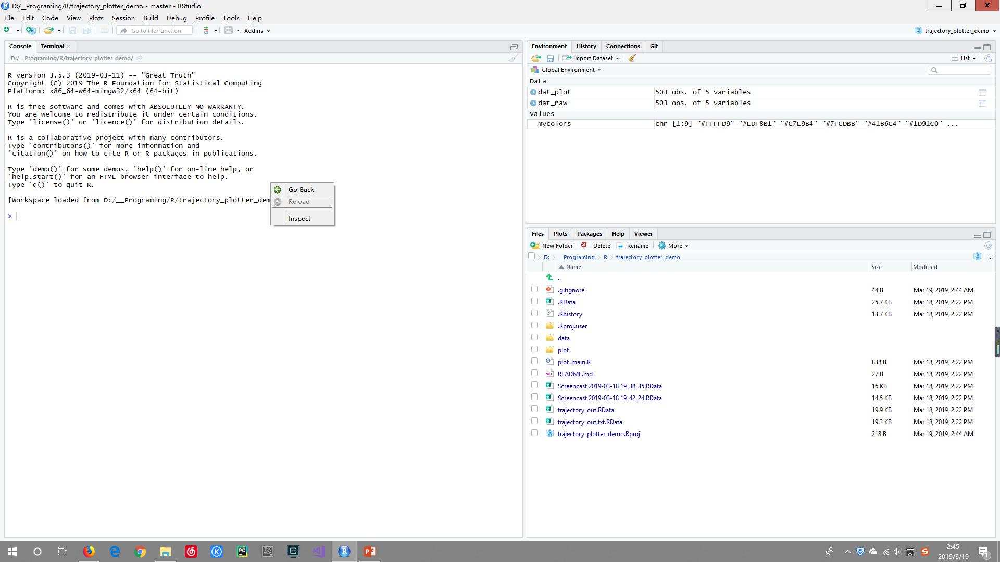 D:/__Programing/R/trajectory_plotter_demo - master - RStudio
File Edit Code View Plots Session Build Debug Profile Tools Help
Go to file/function Addins trajectory_plotter_demo
Console Terminal
D:/__Programing/R/trajectory_plotter_demo/
R version 3.5.3 (2019-03-11) -- "Great Truth"
Copyright (C) 2019 The R Foundation for Statistical Computing
Platform: x86_64-w64-mingw32/x64 (64-bit)
R is free software and comes with ABSOLUTELY NO WARRANTY.
You are welcome to redistribute it under certain conditions.
Type 'license()' or 'licence()' for distribution details.
R is a collaborative project with many contributors.
Type 'contributors()' for more information and
'citation()' on how to cite R or R packages in publications.
Type 'demo()' for some demos, 'help()' for on-line help, or
'help.start()' for an HTML browser interface to help.
Type 'q()' to quit R.
[Workspace loaded from D:/__Programing/R/trajectory_plotter_dem
>
Go Back
Reload
Inspect
Environment History Connections Git
Import Dataset List
Global Environment
Data
dat_plot 503 obs. of 5 variables
dat_raw 503 obs. of 5 variables
Values
mycolors chr [1:9] "#FFFFD9" "#EDF8B1" "#C7E9B4" "#7FCDBB" "#41B6C4" "#1D91C0" ...
Files Plots Packages Help Viewer
New Folder Delete Rename More
D: __Programing R trajectory_plotter_demo ...
Name Size Modified
..
.gitignore 44 B Mar 19, 2019, 2:44 AM
.RData 25.7 KB Mar 18, 2019, 2:22 PM
.Rhistory 13.7 KB Mar 18, 2019, 2:22 PM
.Rproj.user
data
plot
plot_main.R 838 B Mar 18, 2019, 2:22 PM
README.md 27 B Mar 18, 2019, 2:22 PM
Screencast 2019-03-18 19_38_35.RData 16 KB Mar 18, 2019, 2:22 PM
Screencast 2019-03-18 19_42_24.RData 14.5 KB Mar 18, 2019, 2:22 PM
trajectory_out.RData 19.9 KB Mar 18, 2019, 2:22 PM
trajectory_out.txt.RData 19.3 KB Mar 18, 2019, 2:22 PM
trajectory_plotter_demo.Rproj 218 B Mar 19, 2019, 2:44 AM
英 2:45
2019/3/19 1